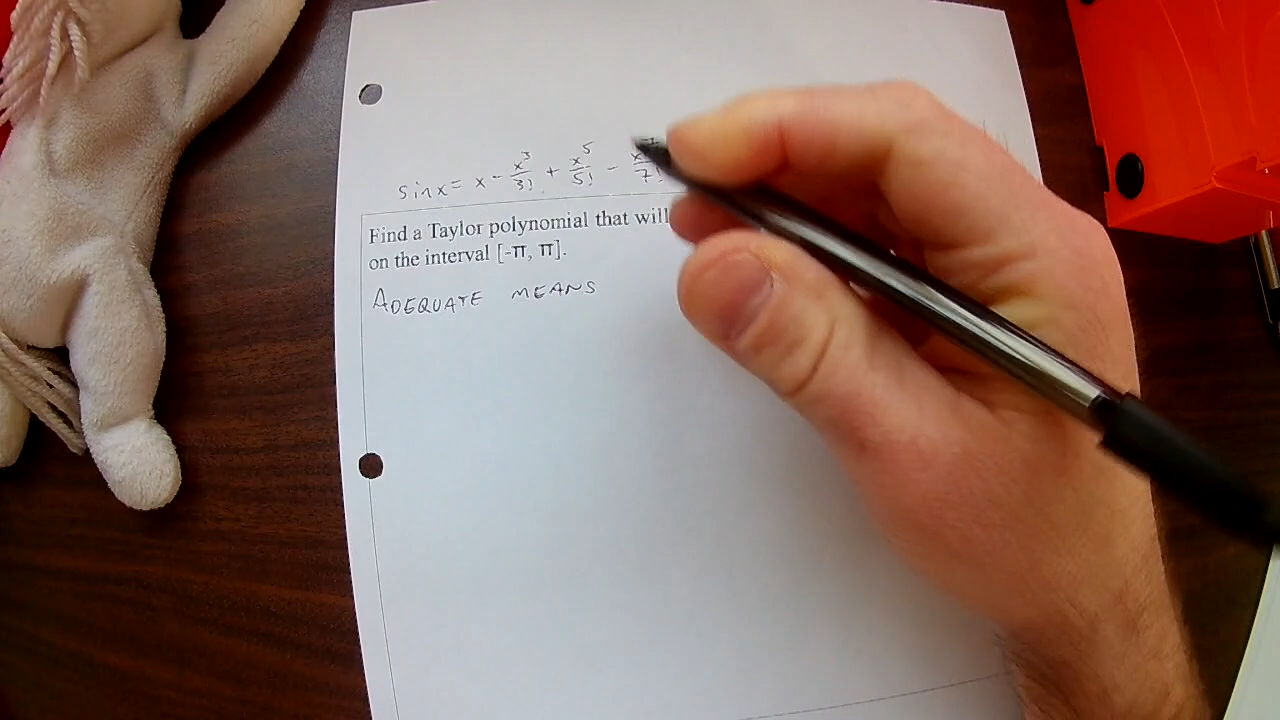 sinx = x - x³/3! + x⁵/5! - x⁷/7!
Find a Taylor polynomial that will
on the interval [-π, π].
ADEQUATE MEANS